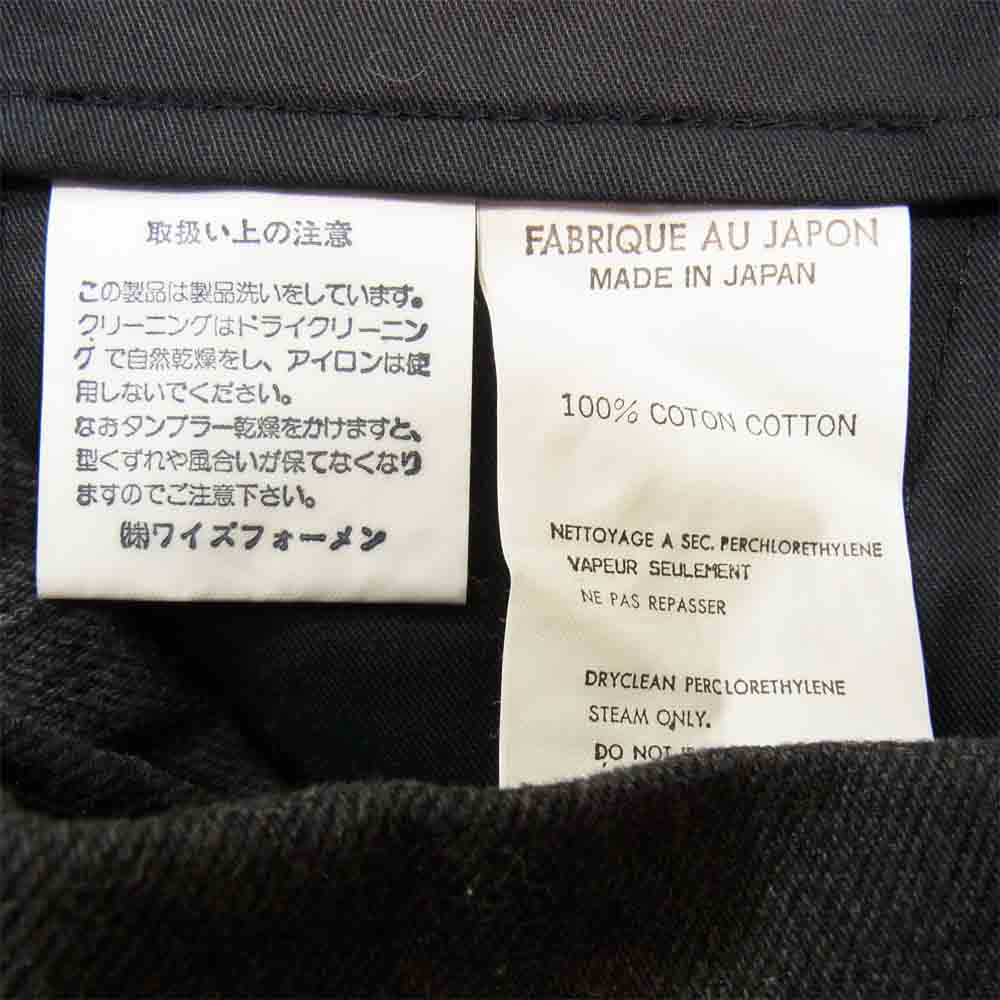 取扱い上の注意
この製品は製品洗いをしています。
クリーニングはドライクリーニン
グで自然乾燥をし、アイロンは使
用しないでください。
なおタンブラー乾燥をかけますと、
型くずれや風合いが保てなくなり
ますのでご注意下さい。
㈱ワイズフォーメン
FABRIQUE AU JAPON
MADE IN JAPAN
100% COTON COTTON
NETTOYAGE A SEC. PERCHLORETHYLENE
VAPEUR SEULEMENT
NE PAS REPASSER
DRYCLEAN PERCLORETHYLENE
STEAM ONLY.
DO NOT